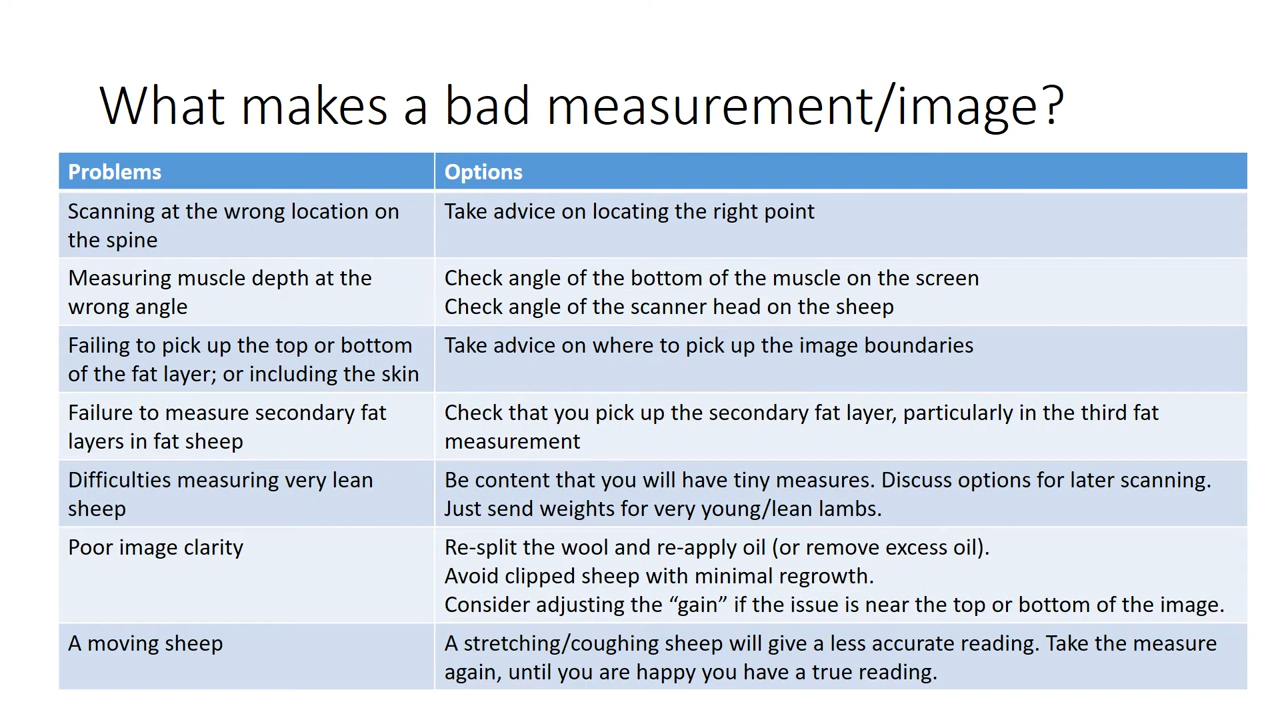 What makes a bad measurement/image?
Problems
Options
Scanning at the wrong location on
the spine
Take advice on locating the right point
Measuring muscle depth at the
wrong angle
Check angle of the bottom of the muscle on the screen
Check angle of the scanner head on the sheep
Failing to pick up the top or bottom
of the fat layer; or including the skin
Take advice on where to pick up the image boundaries
Failure to measure secondary fat
layers in fat sheep
Check that you pick up the secondary fat layer, particularly in the third fat
measurement
Difficulties measuring very lean
sheep
Be content that you will have tiny measures. Discuss options for later scanning.
Just send weights for very young/lean lambs.
Poor image clarity
Re-split the wool and re-apply oil (or remove excess oil).
Avoid clipped sheep with minimal regrowth.
Consider adjusting the “gain” if the issue is near the top or bottom of the image.
A moving sheep
A stretching/coughing sheep will give a less accurate reading. Take the measure
again, until you are happy you have a true reading.